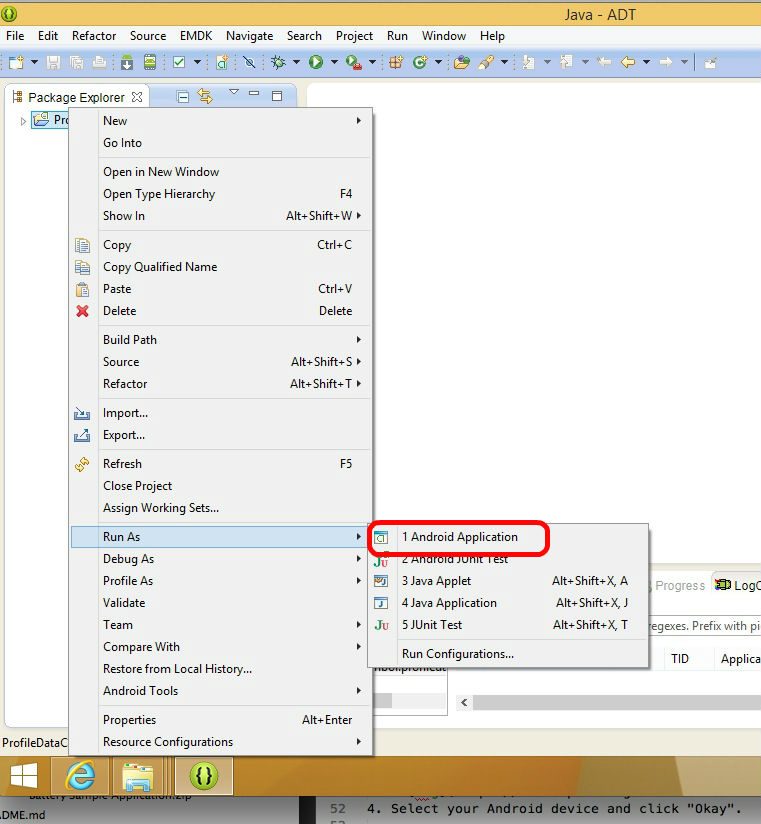 Java - ADT
File Edit Refactor Source EMDK Navigate Search Project Run Window Help
Package Explorer
Pro
New
Go Into
Open in New Window
Open Type Hierarchy F4
Show In Alt+Shift+W
Copy Ctrl+C
Copy Qualified Name
Paste Ctrl+V
Delete Delete
Build Path
Source Alt+Shift+S
Refactor Alt+Shift+T
Import...
Export...
Refresh F5
Close Project
Assign Working Sets...
Run As
Debug As
Profile As
Validate
Team
Compare With
Restore from Local History...
Android Tools
Properties Alt+Enter
Resource Configurations
1 Android Application
2 Android JUnit Test
3 Java Applet Alt+Shift+X, A
4 Java Application Alt+Shift+X, J
5 JUnit Test Alt+Shift+X, T
Run Configurations...
Progress LogC
regexes. Prefix with pi
TID Applica
ProfileDataC
Battery Sample Application.zip
DME.md
52 4. Select your Android device and click "Okay".